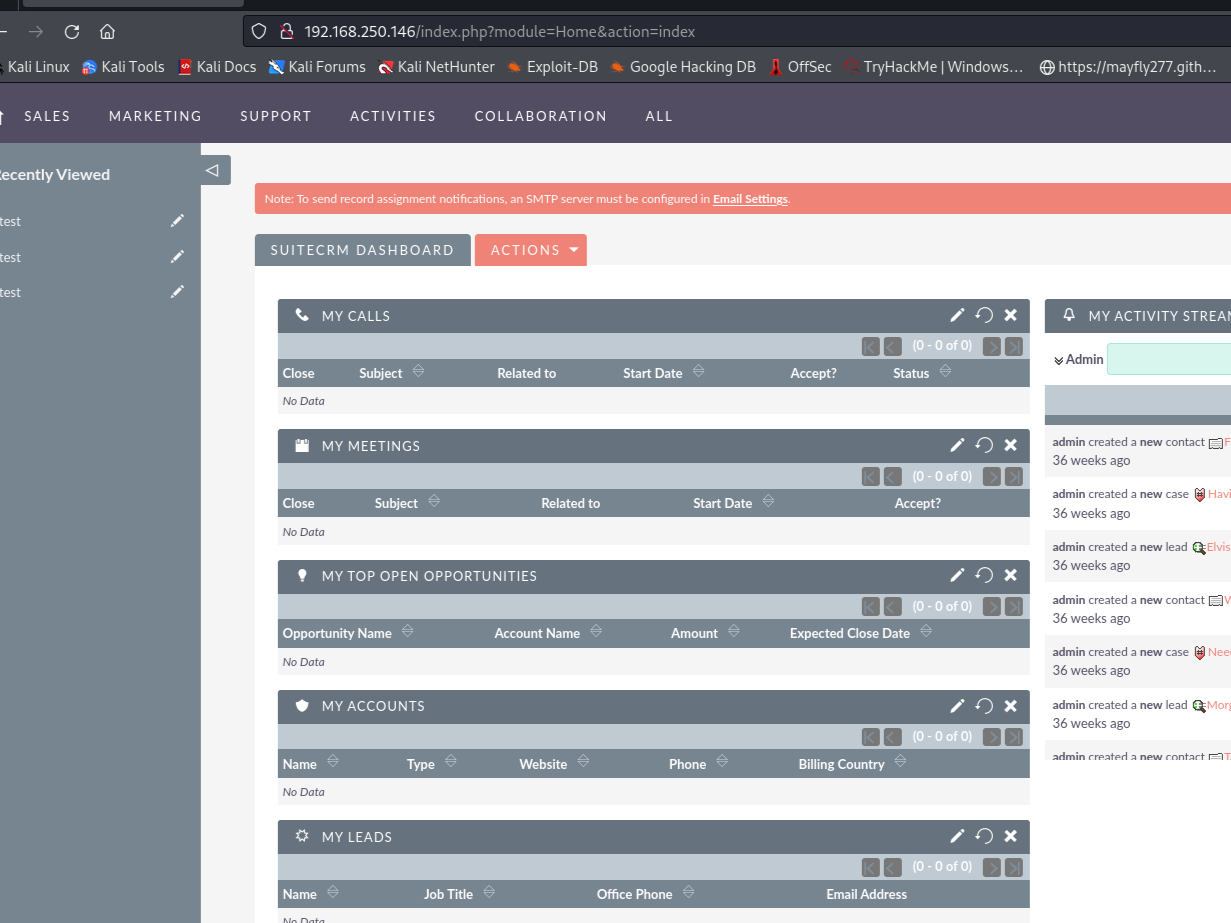 192.168.250.146/index.php?module=Home&action=index
Kali Linux Kali Tools Kali Docs Kali Forums Kali NetHunter Exploit-DB Google Hacking DB OffSec TryHackMe | Windows… https://mayfly277.gith…
SALES MARKETING SUPPORT ACTIVITIES COLLABORATION ALL
ecently Viewed
test
test
test
Note: To send record assignment notifications, an SMTP server must be configured in Email Settings.
SUITECRM DASHBOARD ACTIONS
MY CALLS
(0 - 0 of 0)
Close Subject Related to Start Date Accept? Status
No Data
MY MEETINGS
(0 - 0 of 0)
Close Subject Related to Start Date Accept?
No Data
MY TOP OPEN OPPORTUNITIES
(0 - 0 of 0)
Opportunity Name Account Name Amount Expected Close Date
No Data
MY ACCOUNTS
(0 - 0 of 0)
Name Type Website Phone Billing Country
No Data
MY LEADS
(0 - 0 of 0)
Name Job Title Office Phone Email Address
No Data
MY ACTIVITY STREAM
Admin
admin created a new contact F
36 weeks ago
admin created a new case Havi
36 weeks ago
admin created a new lead Elvis
36 weeks ago
admin created a new contact
36 weeks ago
admin created a new case Nee
36 weeks ago
admin created a new lead Morg
36 weeks ago
admin created a new contact T